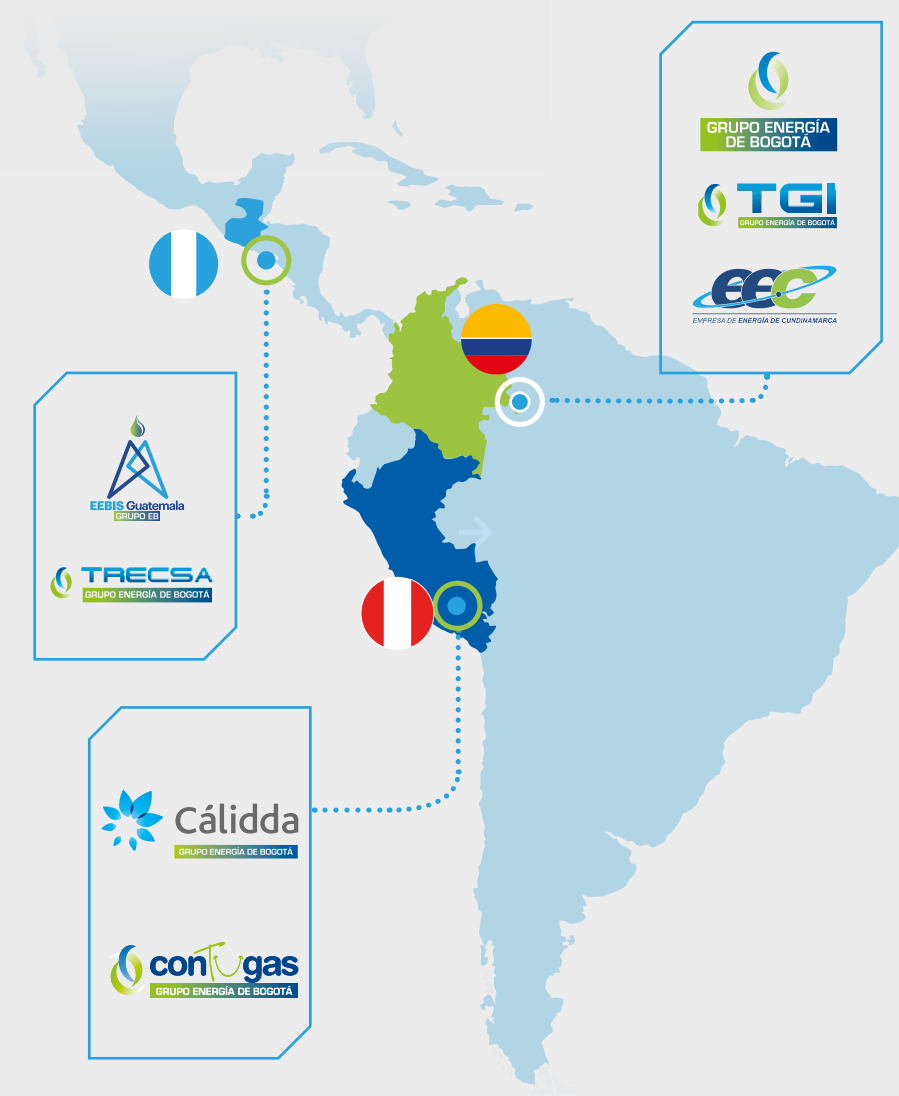 GRUPO ENERGÍA
DE BOGOTÁ
TGI
GRUPO ENERGÍA DE BOGOTÁ
eec
EMPRESA DE ENERGÍA DE CUNDINAMARCA
EEBIS Guatemala
GRUPO EB
TRECSA
GRUPO ENERGÍA DE BOGOTÁ
Cálidda
GRUPO ENERGÍA DE BOGOTÁ
conTUgas
GRUPO ENERGÍA DE BOGOTÁ